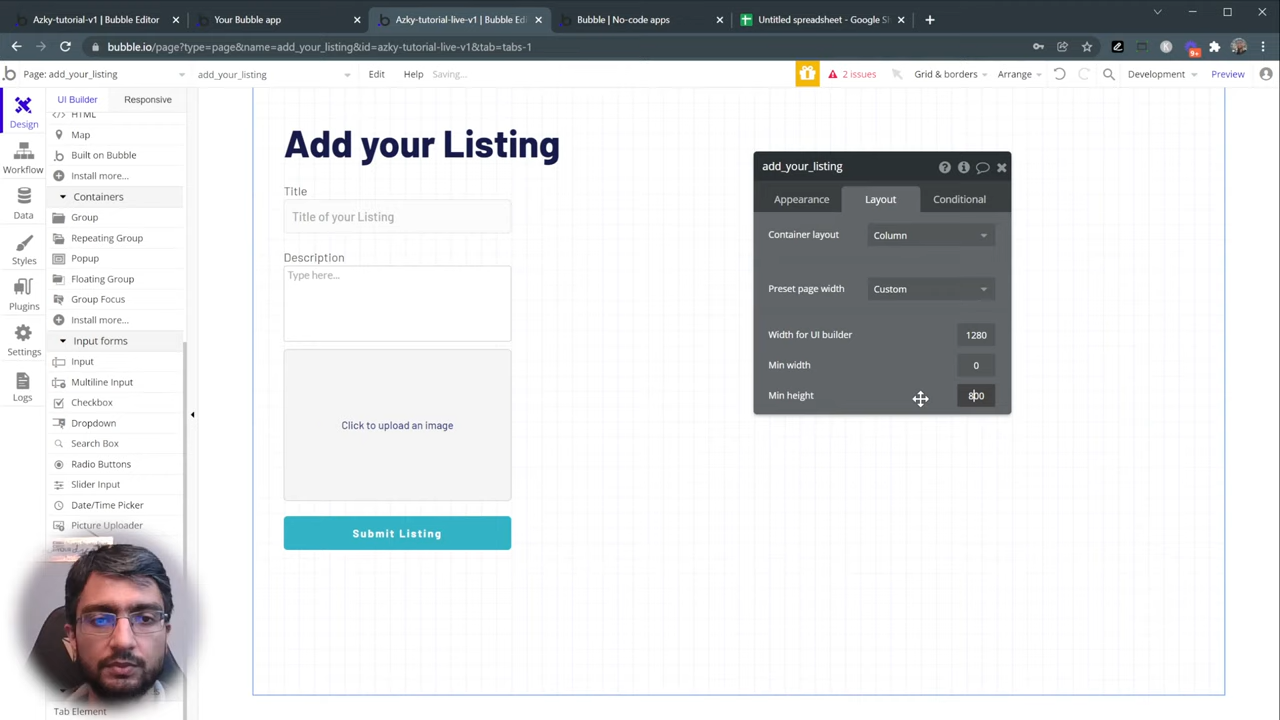 Azky-tutorial-v1 | Bubble Editor
Your Bubble app
Azky-tutorial-live-v1 | Bubble Edi
Bubble | No-code apps
Untitled spreadsheet - Google Sh
bubble.io/page?type=page&name=add_your_listing&id=azky-tutorial-live-v1&tab=tabs-1
9+
Page: add_your_listing
add_your_listing
Edit
Help
Saving...
2 issues
Grid & borders
Arrange
Development
Preview
UI Builder
Responsive
Design
Workflow
Data
Styles
Plugins
Settings
Logs
HTML
Map
Built on Bubble
Install more...
Containers
Group
Repeating Group
Popup
Floating Group
Group Focus
Install more...
Input forms
Input
Multiline Input
Checkbox
Dropdown
Search Box
Radio Buttons
Slider Input
Date/Time Picker
Picture Uploader
Tab Element
Add your Listing
Title
Title of your Listing
Description
Type here...
Click to upload an image
Submit Listing
add_your_listing
Appearance
Layout
Conditional
Container layout
Column
Preset page width
Custom
Width for UI builder
1280
Min width
0
Min height
800